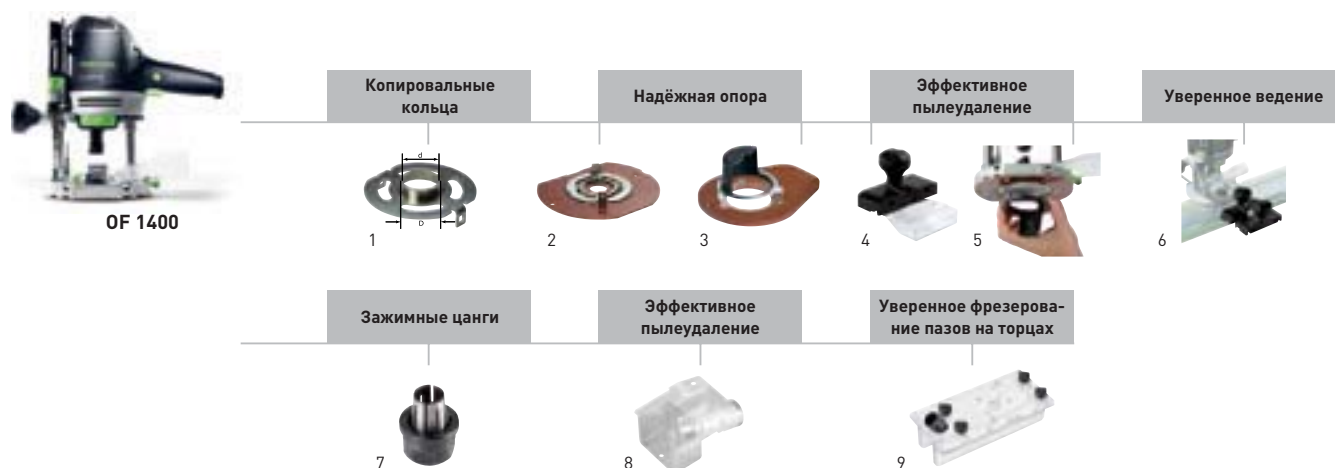 Копировальные
кольца
Надёжная опора
Эффективное
пылеудаление
Уверенное ведение
OF 1400
d
D
1
2
3
4
5
6
Зажимные цанги
Эффективное
пылеудаление
Уверенное фрезерова-
ние пазов на торцах
7
8
9